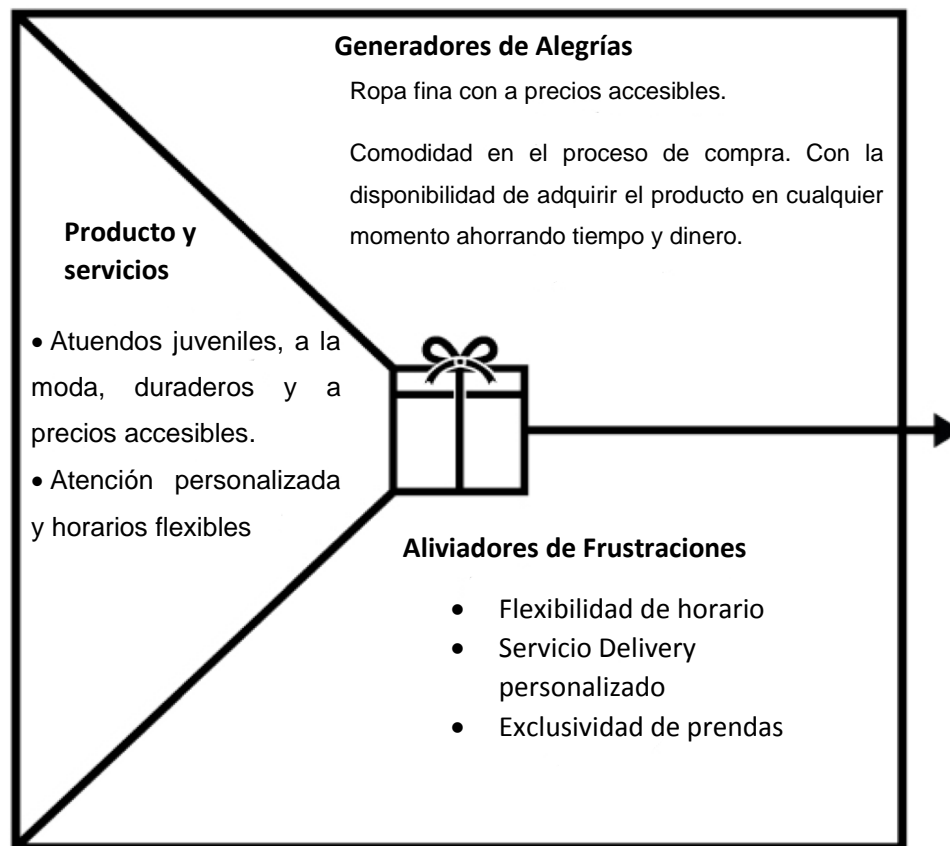 Generadores de Alegrías
Ropa fina con a precios accesibles.
Comodidad en el proceso de compra. Con la
disponibilidad de adquirir el producto en cualquier
momento ahorrando tiempo y dinero.
Producto y
servicios
• Atuendos juveniles, a la
moda, duraderos y a
precios accesibles.
• Atención personalizada
y horarios flexibles
Aliviadores de Frustraciones
• Flexibilidad de horario
• Servicio Delivery
personalizado
• Exclusividad de prendas